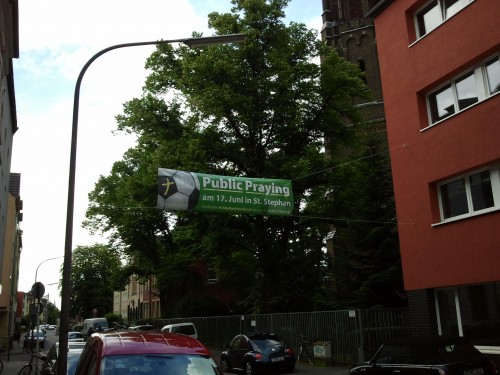 Public Praying
am 17. Juni in St. Stephan